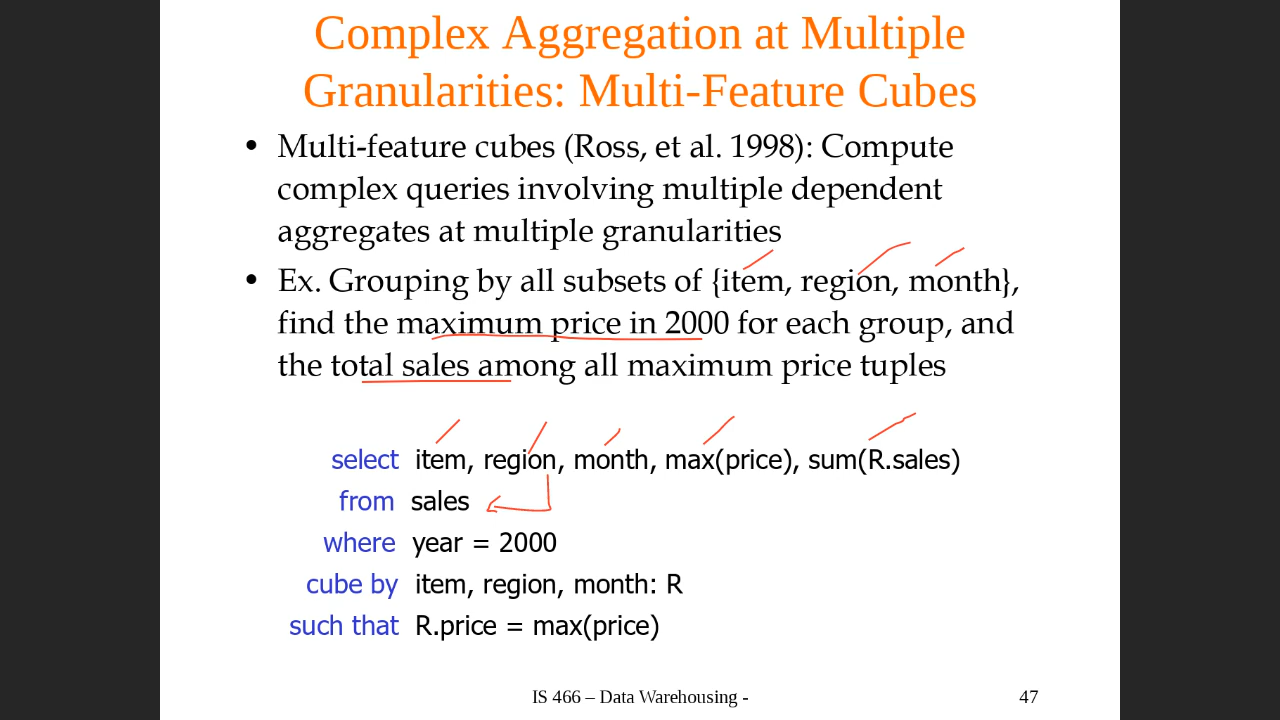 Complex Aggregation at Multiple
Granularities: Multi-Feature Cubes
• Multi-feature cubes (Ross, et al. 1998): Compute
complex queries involving multiple dependent
aggregates at multiple granularities
• Ex. Grouping by all subsets of {item, region, month},
find the maximum price in 2000 for each group, and
the total sales among all maximum price tuples
select item, region, month, max(price), sum(R.sales)
from sales
where year = 2000
cube by item, region, month: R
such that R.price = max(price)
IS 466 – Data Warehousing - 47